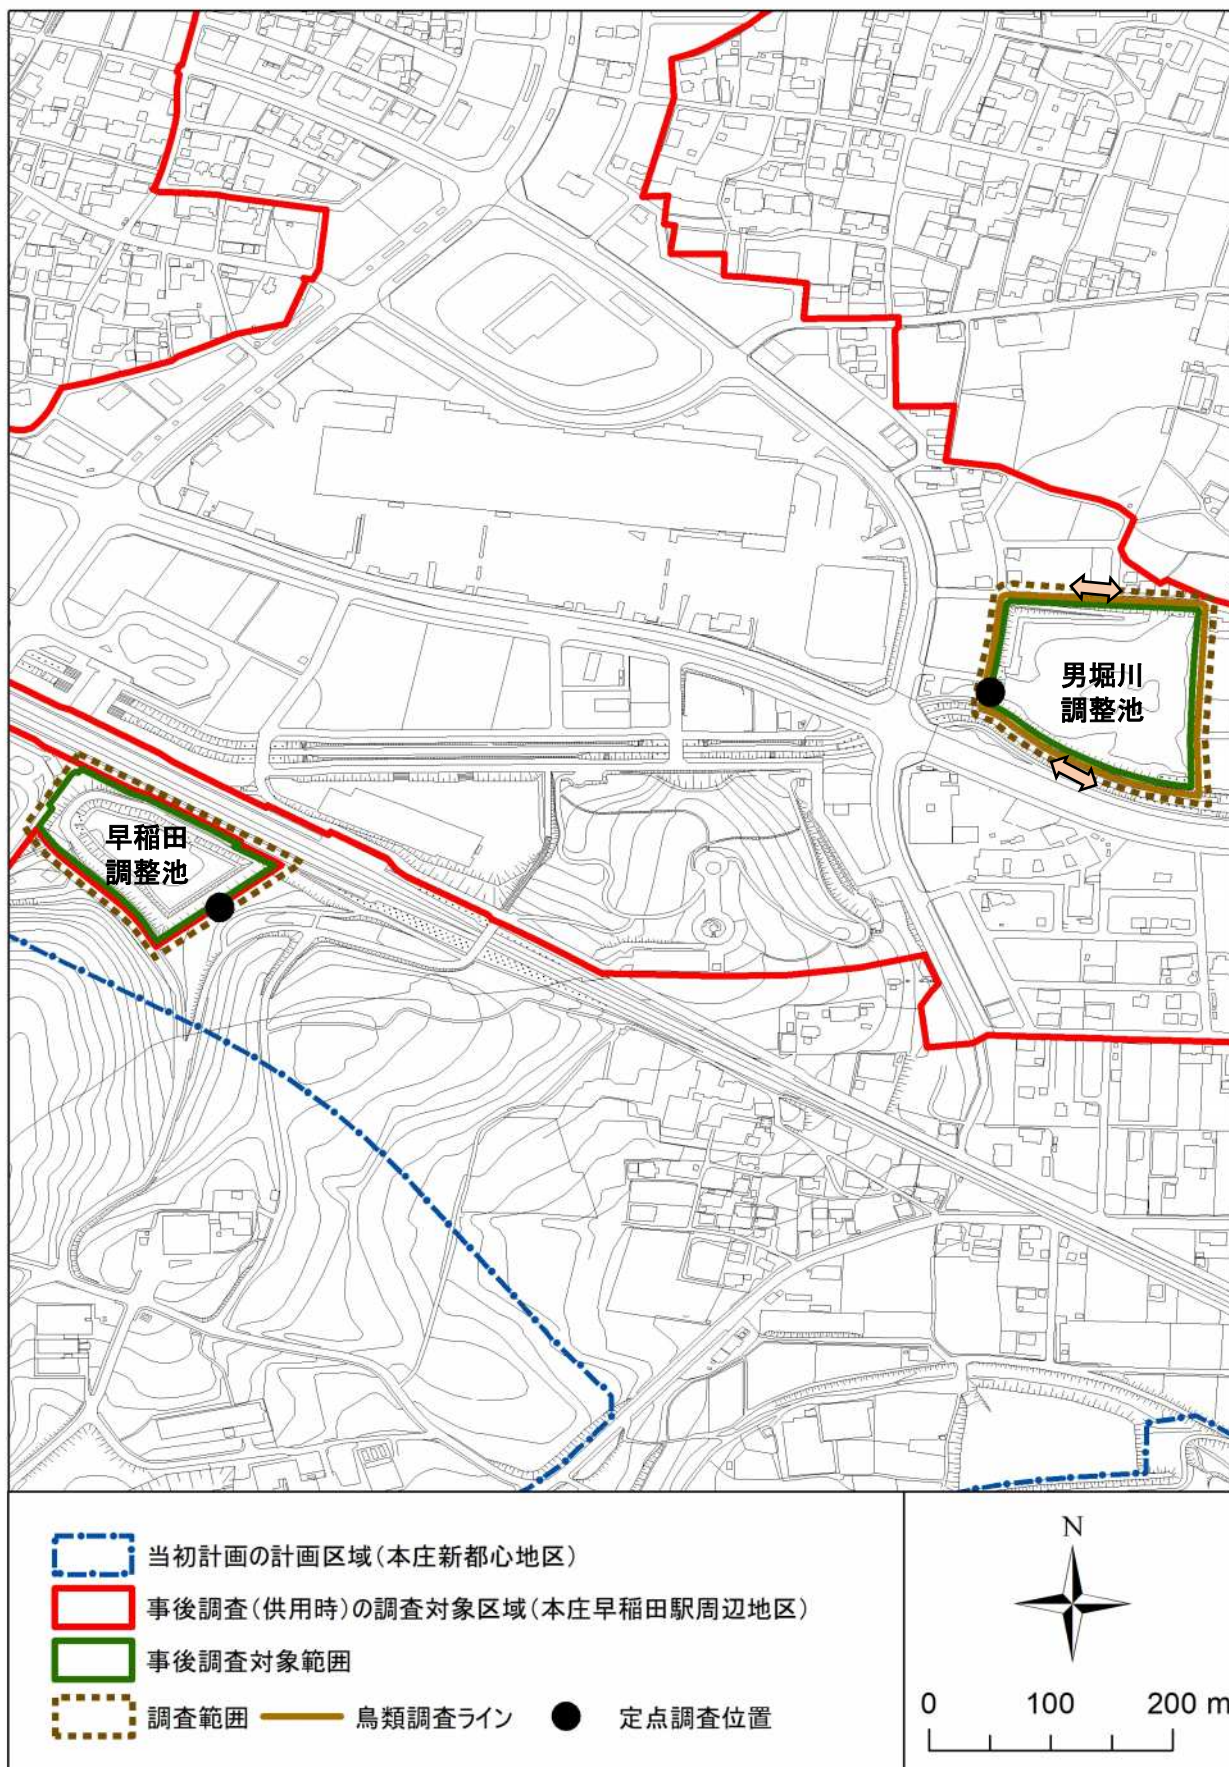 男堀川
調整池
早稲田
調整池
当初計画の計画区域(本庄新都心地区)
事後調査(供用時)の調査対象区域(本庄早稲田駅周辺地区)
事後調査対象範囲
調査範囲 鳥類調査ライン 定点調査位置
N
0 100 200 m